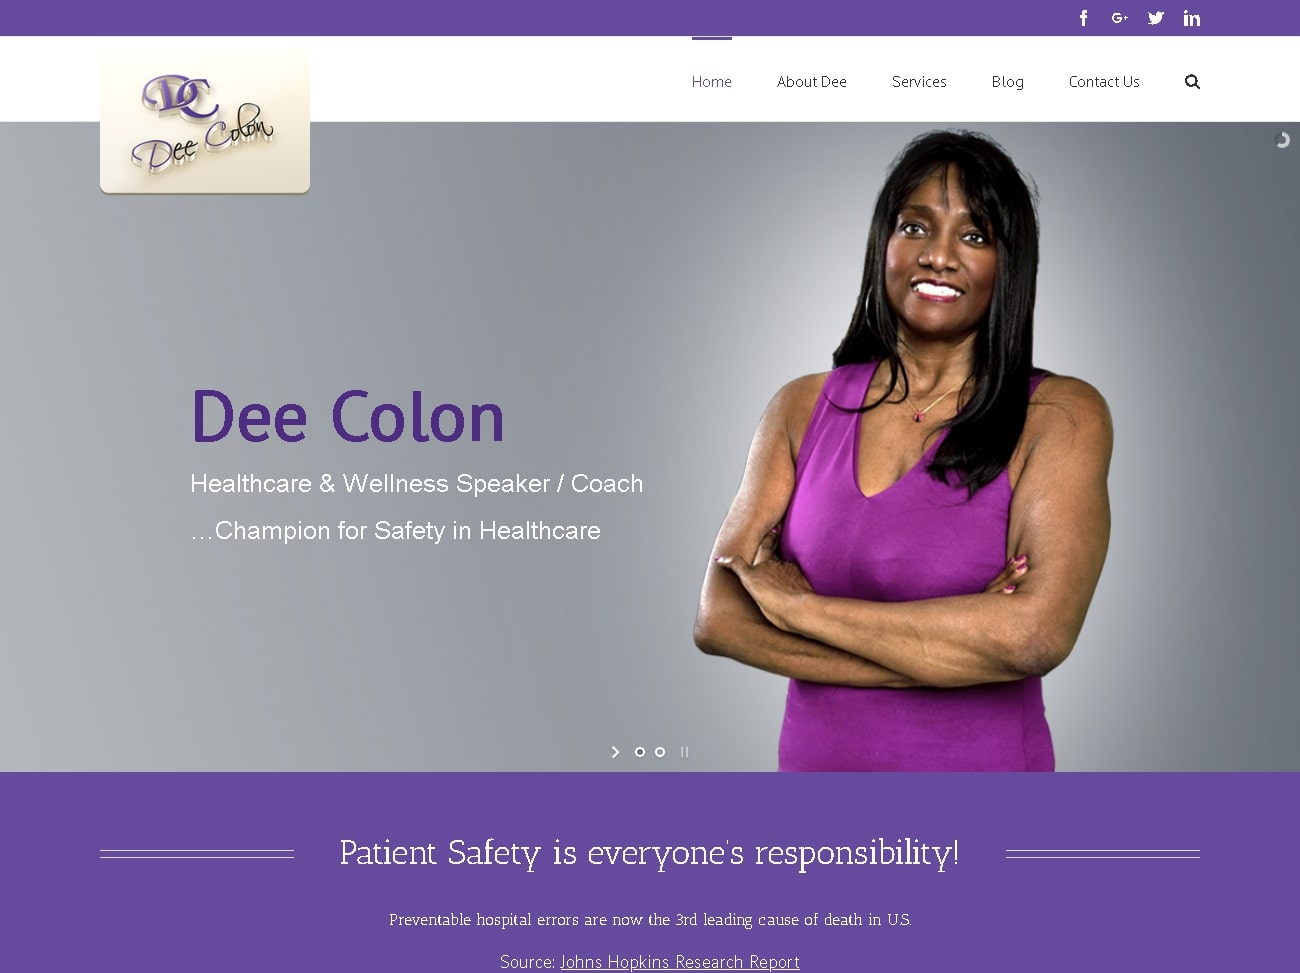 Home About Dee Services Blog Contact Us
DC
Dee Colon
Dee Colon
Healthcare & Wellness Speaker / Coach
...Champion for Safety in Healthcare
Patient Safety is everyone's responsibility!
Preventable hospital errors are now the 3rd leading cause of death in U.S.
Source: Johns Hopkins Research Report